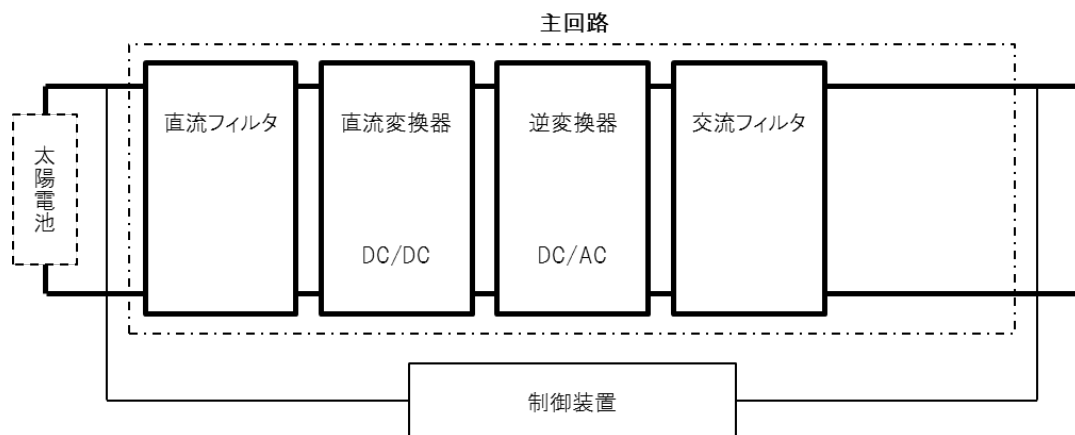 主回路
直流フィルタ
直流変換器
逆変換器
交流フィルタ
太陽電池
DC/DC
DC/AC
制御装置